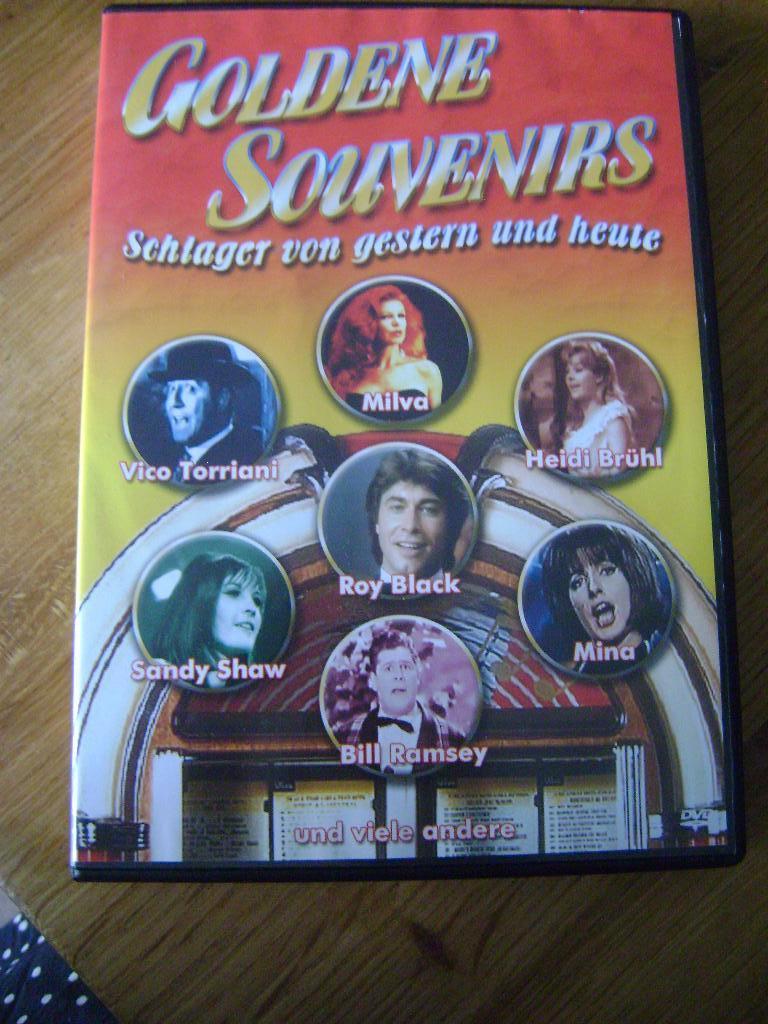 GOLDENE
SOUVENIRS
Schlager von gestern und heute
Milva
Vico Torriani
Heidi Brühl
Roy Black
Sandy Shaw
Mina
Bill Ramsey
und viele andere
DVD